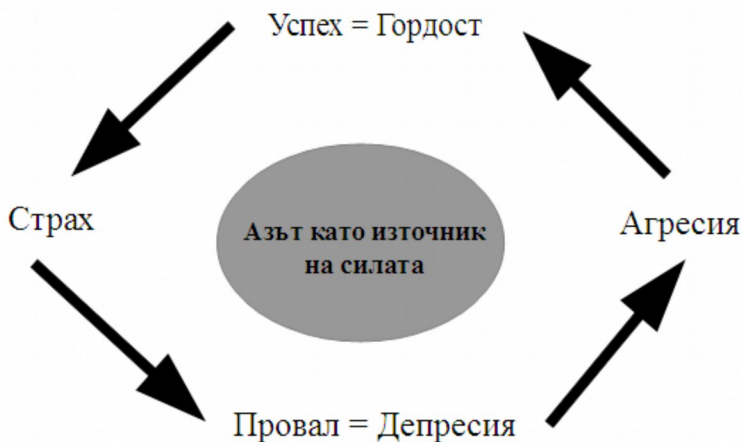 Успех = Гордост
Страх
Агресия
Азът като източник
на силата
Провал = Депресия